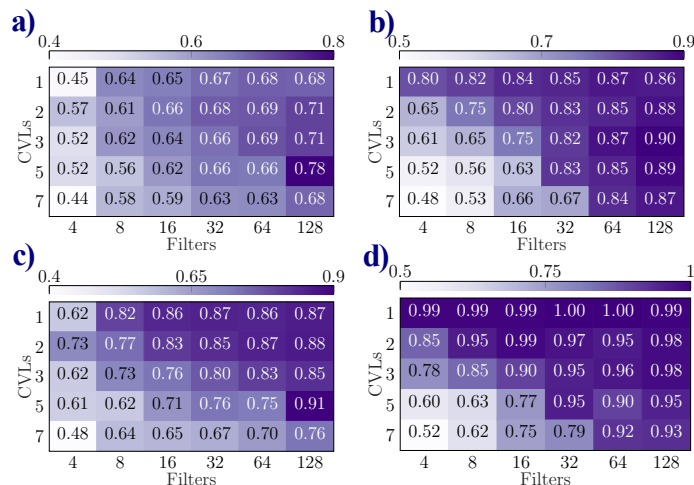 a)
0.4 0.6 0.8
1 0.45 0.64 0.65 0.67 0.68 0.68
2 0.57 0.61 0.66 0.68 0.69 0.71
3 0.52 0.62 0.64 0.66 0.69 0.71
5 0.52 0.56 0.62 0.66 0.66 0.78
7 0.44 0.58 0.59 0.63 0.63 0.68
CVLs
4 8 16 32 64 128
Filters
b)
0.5 0.7 0.9
1 0.80 0.82 0.84 0.85 0.87 0.86
2 0.65 0.75 0.80 0.83 0.85 0.88
3 0.61 0.65 0.75 0.82 0.87 0.90
5 0.52 0.56 0.63 0.83 0.85 0.89
7 0.48 0.53 0.66 0.67 0.84 0.87
CVLs
4 8 16 32 64 128
Filters
c)
0.4 0.65 0.9
1 0.62 0.82 0.86 0.87 0.86 0.87
2 0.73 0.77 0.83 0.85 0.87 0.88
3 0.62 0.73 0.76 0.80 0.83 0.85
5 0.61 0.62 0.71 0.76 0.75 0.91
7 0.48 0.64 0.65 0.67 0.70 0.76
CVLs
4 8 16 32 64 128
Filters
d)
0.5 0.75 1
1 0.99 0.99 0.99 1.00 1.00 0.99
2 0.85 0.95 0.99 0.97 0.95 0.98
3 0.78 0.85 0.90 0.95 0.96 0.98
5 0.60 0.63 0.77 0.95 0.90 0.95
7 0.52 0.62 0.75 0.79 0.92 0.93
CVLs
4 8 16 32 64 128
Filters